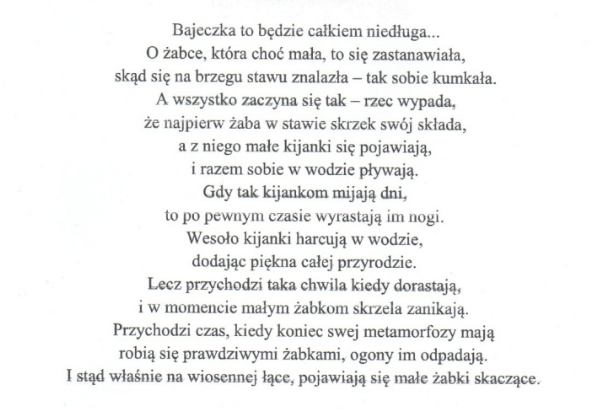 Bajeczka to będzie całkiem niedługa...
O żabce, która choć mała, to się zastanawiała,
skąd się na brzegu stawu znalazła – tak sobie kumkała.
A wszystko zaczyna się tak – rzec wypada,
że najpierw żaba w stawie skrzek swój składa,
a z niego małe kijanki się pojawiają,
i razem sobie w wodzie pływają.
Gdy tak kijankom mijają dni,
to po pewnym czasie wyrastają im nogi.
Wesoło kijanki harcują w wodzie,
dodając piękna całej przyrodzie.
Lecz przychodzi taka chwila kiedy dorastają,
i w momencie małym żabkom skrzela zanikają.
Przychodzi czas, kiedy koniec swej metamorfozy mają
robią się prawdziwymi żabkami, ogony im odpadają.
I stąd właśnie na wiosennej łące, pojawiają się małe żabki skaczące.